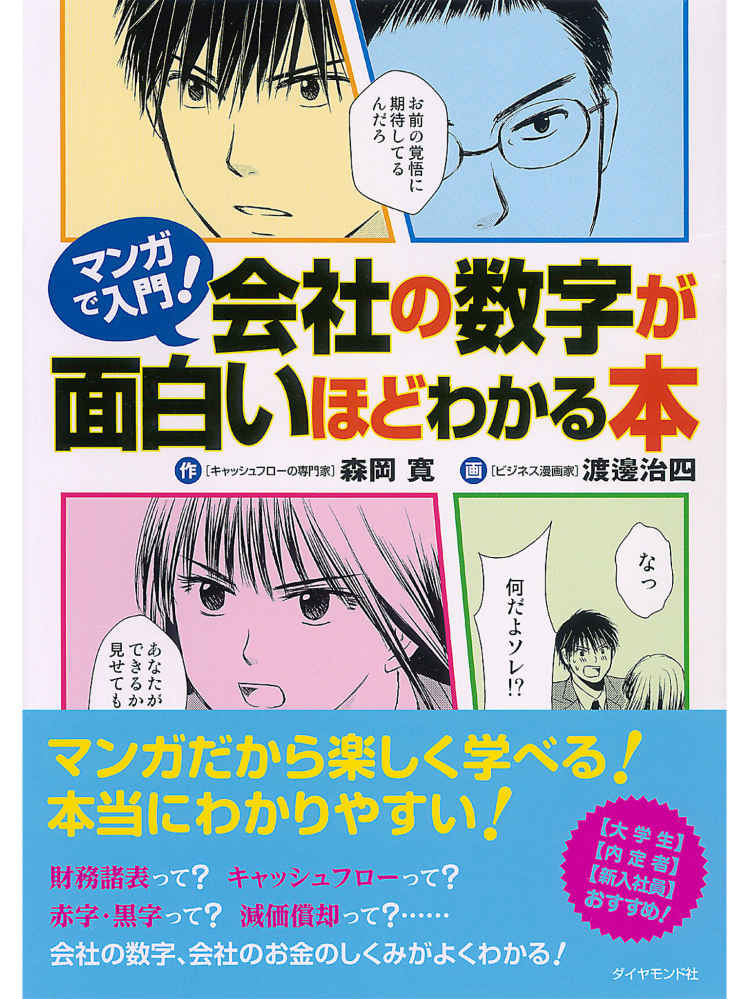 お前の覚悟に
期待してる
んだろ
マンガ
で入門!
会社の数字が
面白いほどわかる本
作[キャッシュフローの専門家]森岡 寛 画[ビジネス漫画家]渡邊治四
あなたが
できるか
見せても
何だよソレ!?
なっ
マンガだから楽しく学べる!
本当にわかりやすい!
財務諸表って? キャッシュフローって?
赤字・黒字って? 減価償却って?……
会社の数字、会社のお金のしくみがよくわかる!
【大学生】
【内定者】
【新入社員】
おすすめ!
ダイヤモンド社